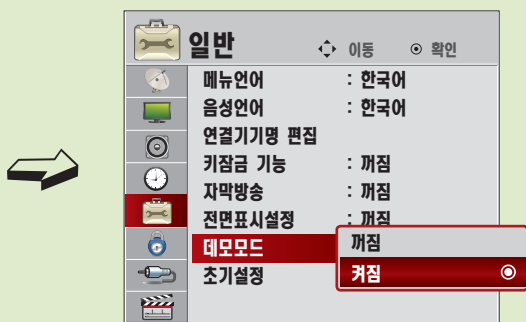 일반 이동 확인
메뉴언어 : 한국어
음성언어 : 한국어
연결기기명 편집
키잠금 기능 : 꺼짐
자막방송 : 꺼짐
전면표시설정 : 꺼짐
데모모드 꺼짐
초기설정 켜짐